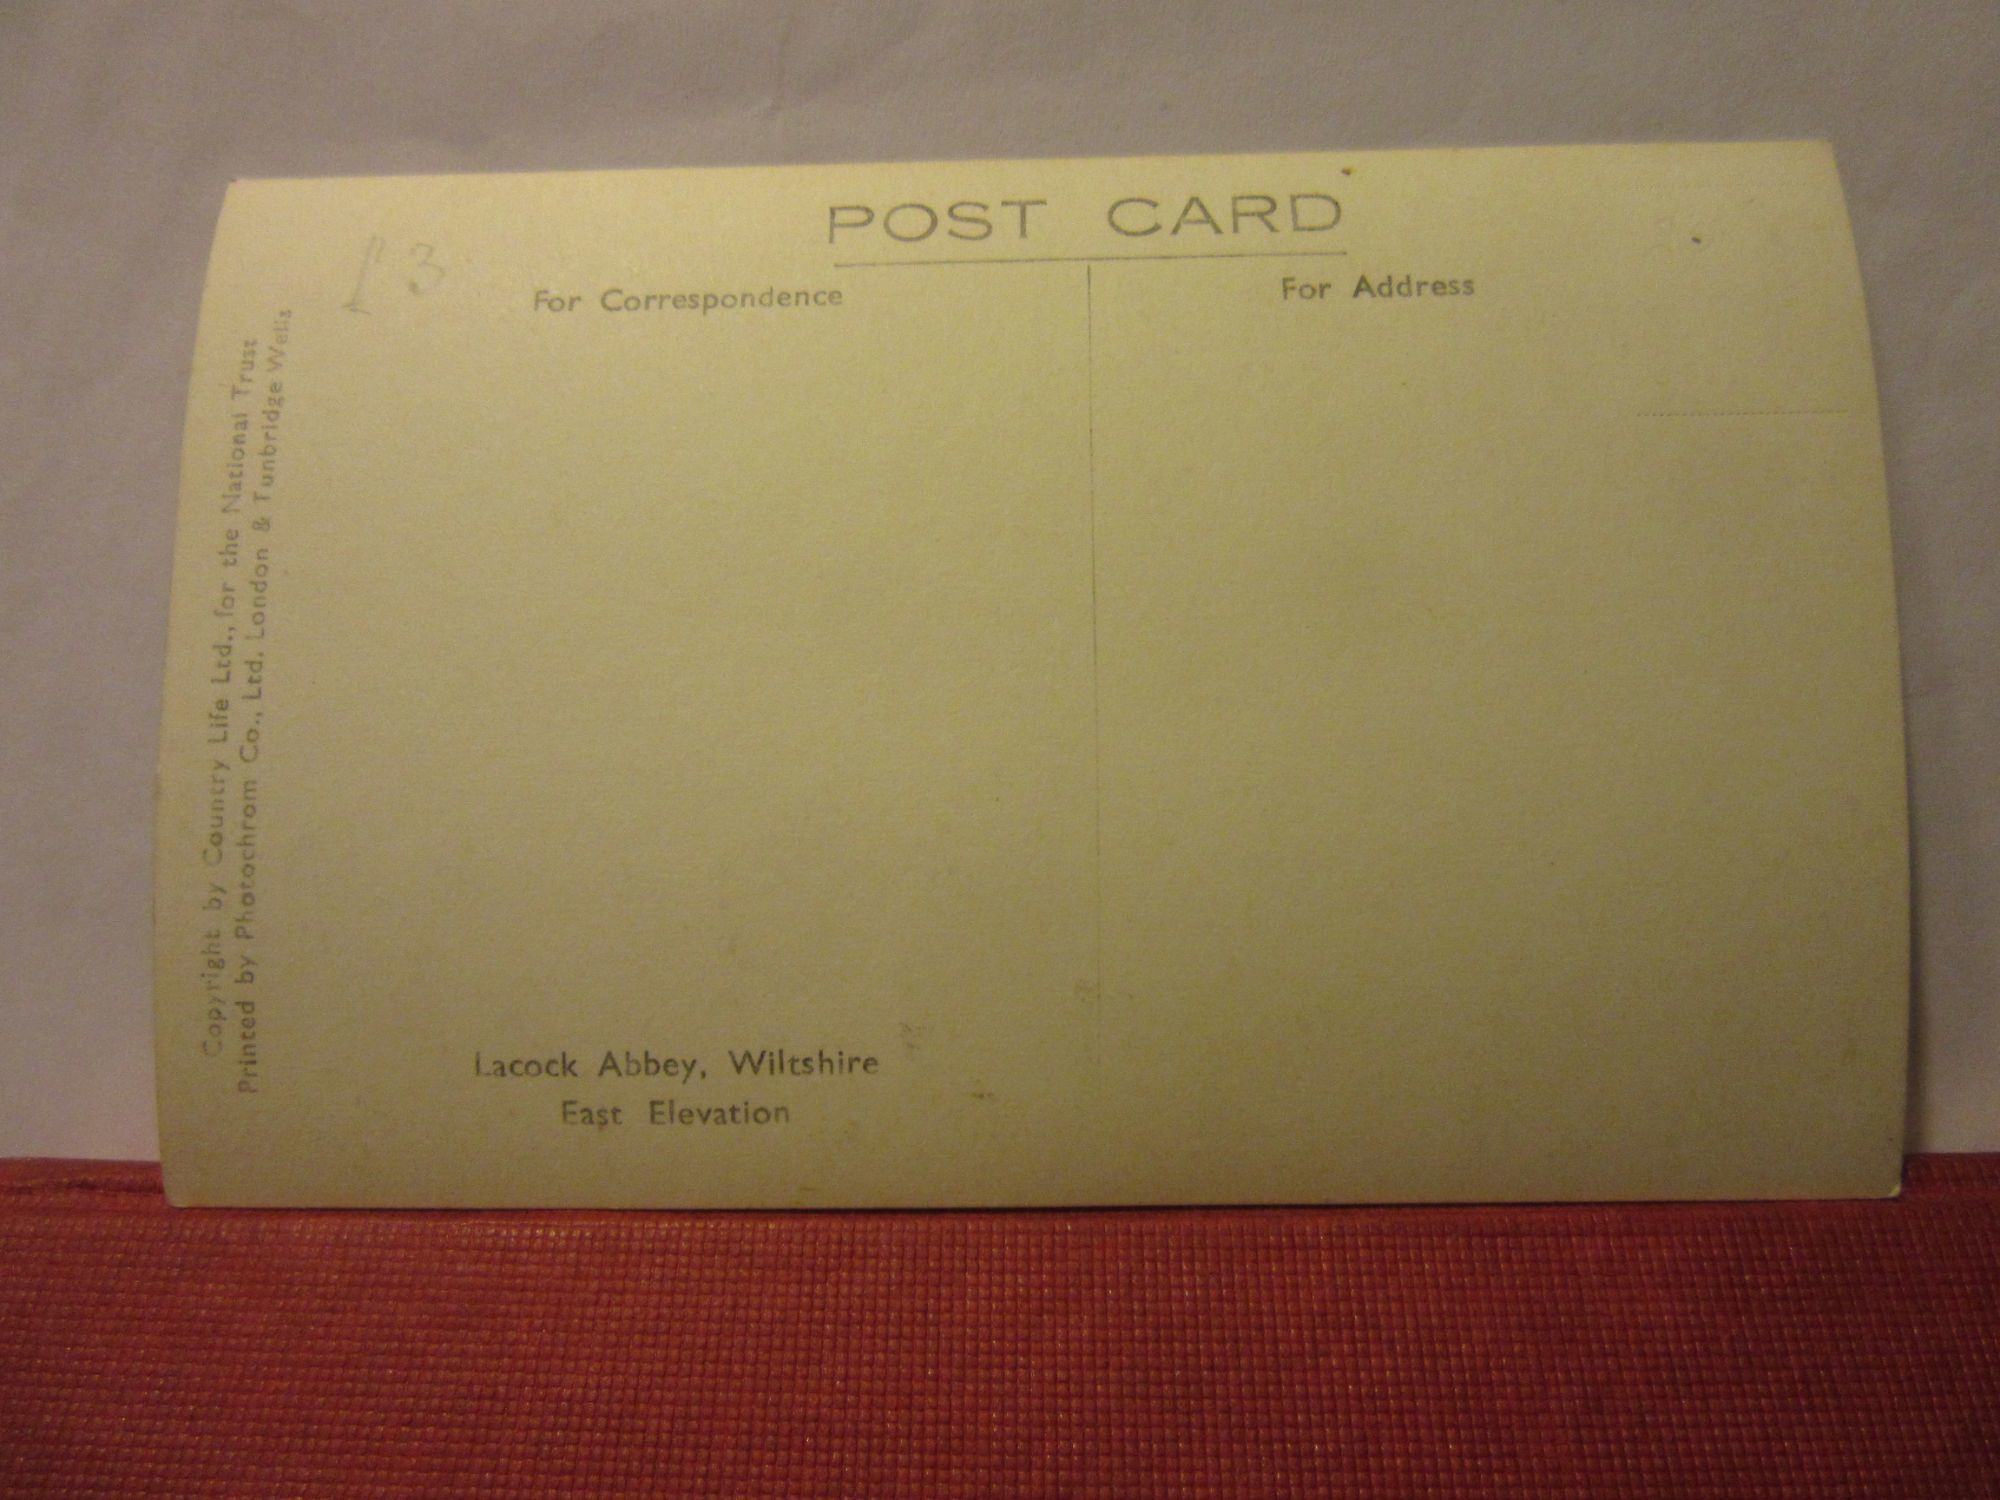 POST CARD
£3
For Correspondence
For Address
Copyright by Country Life Ltd., for the National Trust
Printed by Photochrom Co., Ltd. London & Tunbridge Wells
Lacock Abbey, Wiltshire
East Elevation